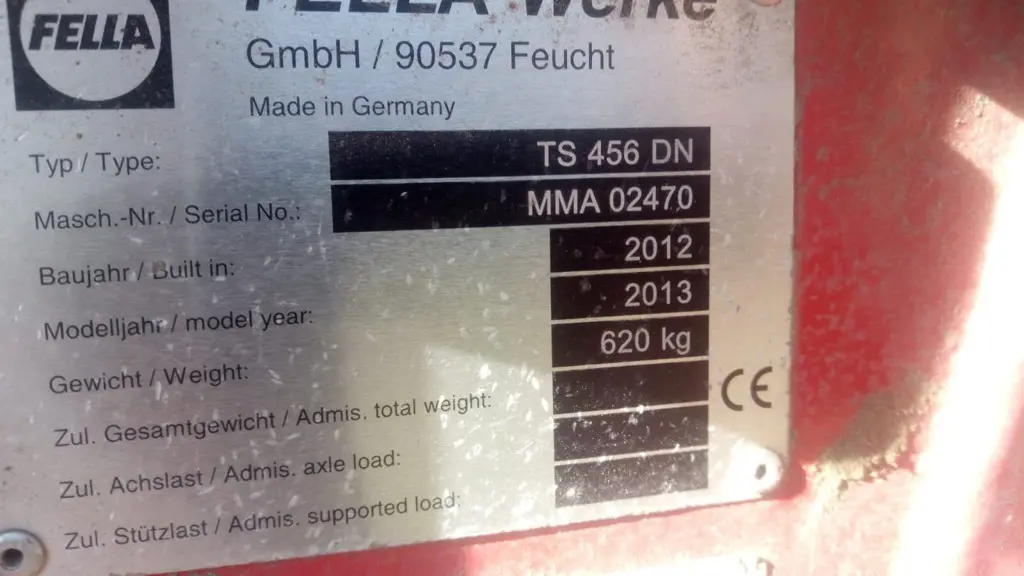 FELLA
FELLA Werke
GmbH / 90537 Feucht
Made in Germany
Typ / Type: TS 456 DN
Masch.-Nr. / Serial No.: MMA 02470
Baujahr / Built in: 2012
Modelljahr / model year: 2013
Gewicht / Weight: 620 kg
Zul. Gesamtgewicht / Admis. total weight:
Zul. Achslast / Admis. axle load:
Zul. Stützlast / Admis. supported load:
CE